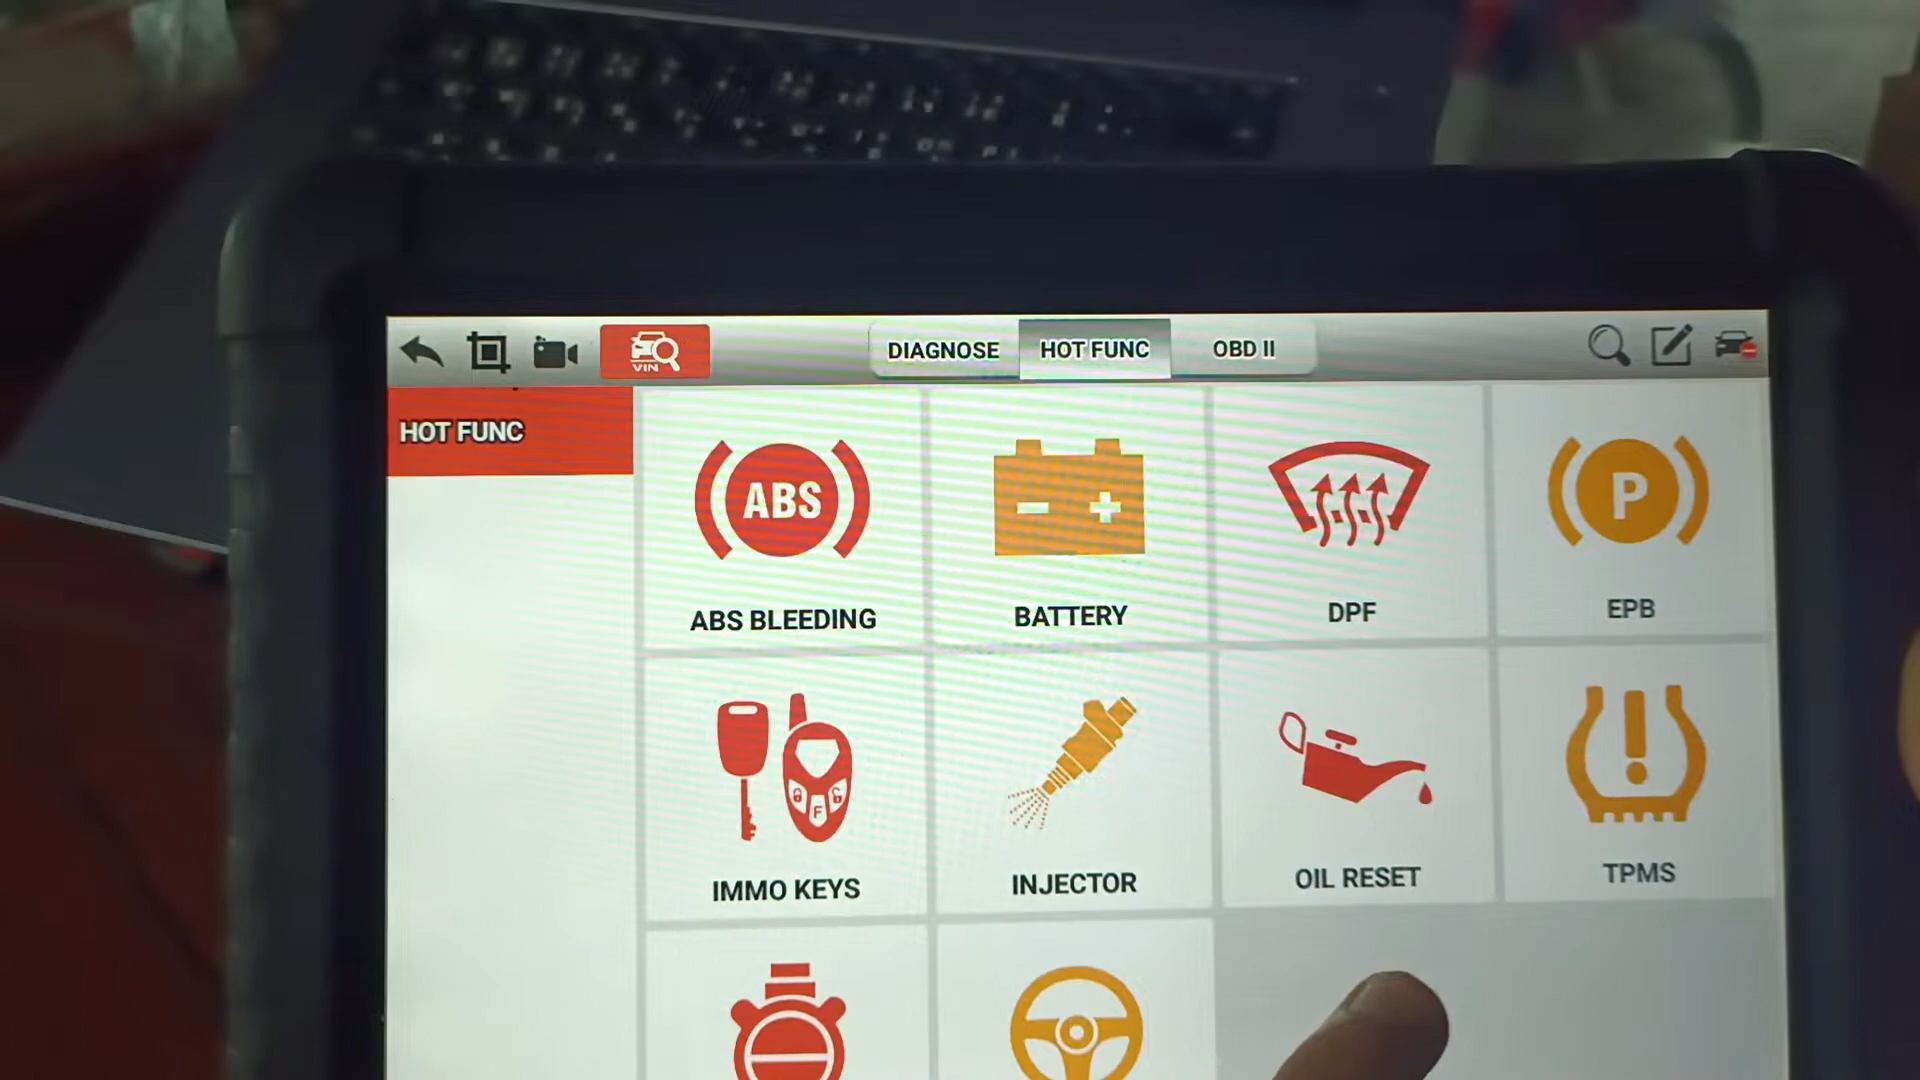 VIN
DIAGNOSE
HOT FUNC
OBD II
HOT FUNC
ABS
P
ABS BLEEDING
BATTERY
DPF
EPB
F
IMMO KEYS
INJECTOR
OIL RESET
TPMS